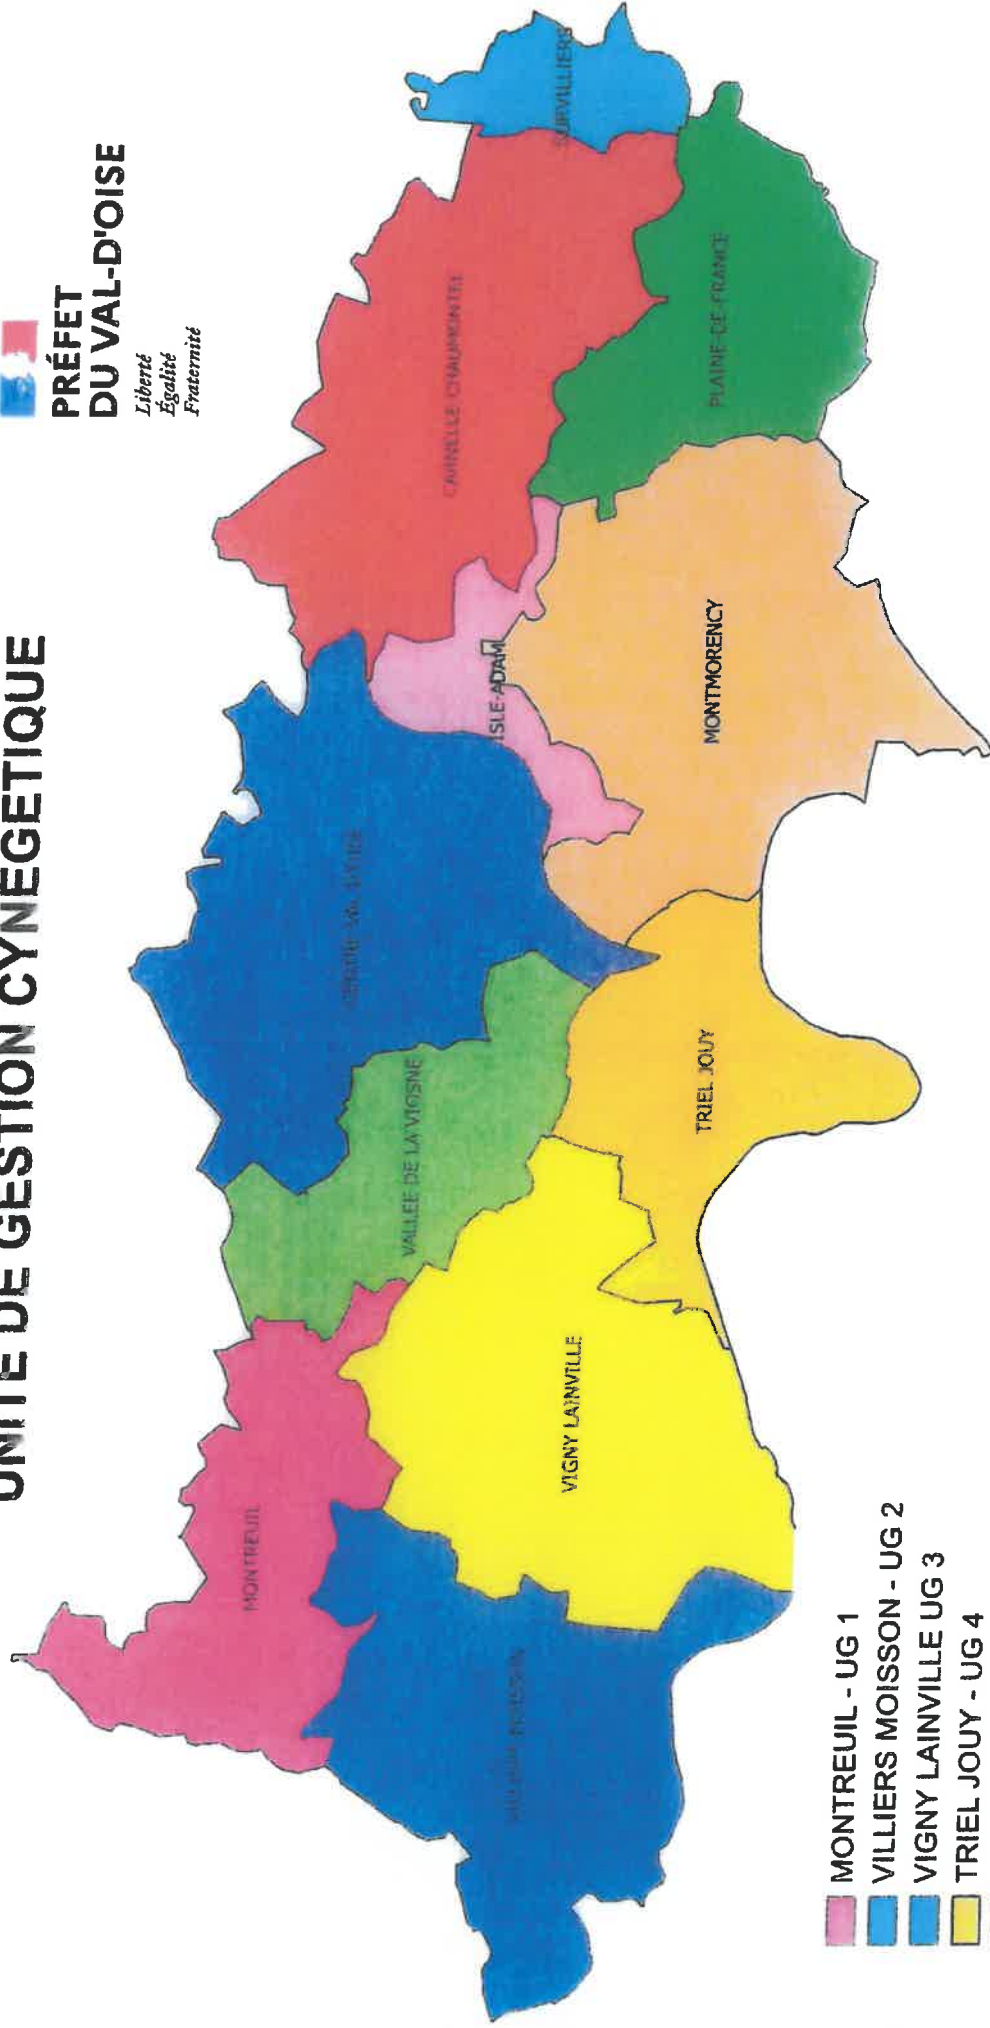 UNITE DE GESTION CYNEGETIQUE
PRÉFET
DU VAL-D'OISE
Liberté
Égalité
Fraternité
SURVILLIERS
CARNELLE CHAUMONTEL
PLAINE-DE-FRANCE
ISLE-ADAM
MONTMORENCY
VALLEE DE LA VIOSNE
TRIEL JOUY
MONTREUIL
VIGNY LAINVILLE
MONTREUIL - UG 1
VILLIERS MOISSON - UG 2
VIGNY LAINVILLE UG 3
TRIEL JOUY - UG 4